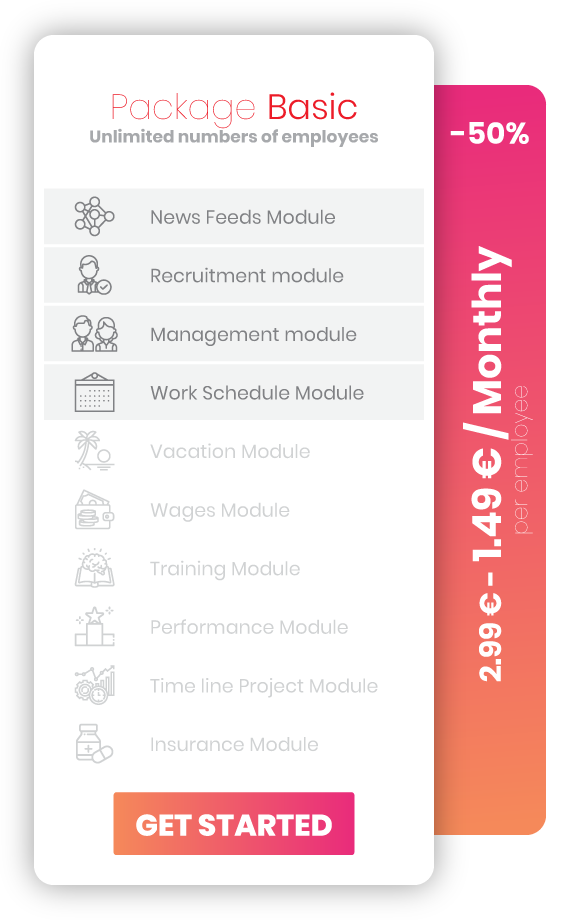 Package Basic
Unlimited numbers of employees
News Feeds Module
Recruitment module
Management module
Work Schedule Module
Vacation Module
Wages Module
Training Module
Performance Module
Time line Project Module
Insurance Module
GET STARTED
-50%
2.99 € - 1.49 € / Monthly
per employee